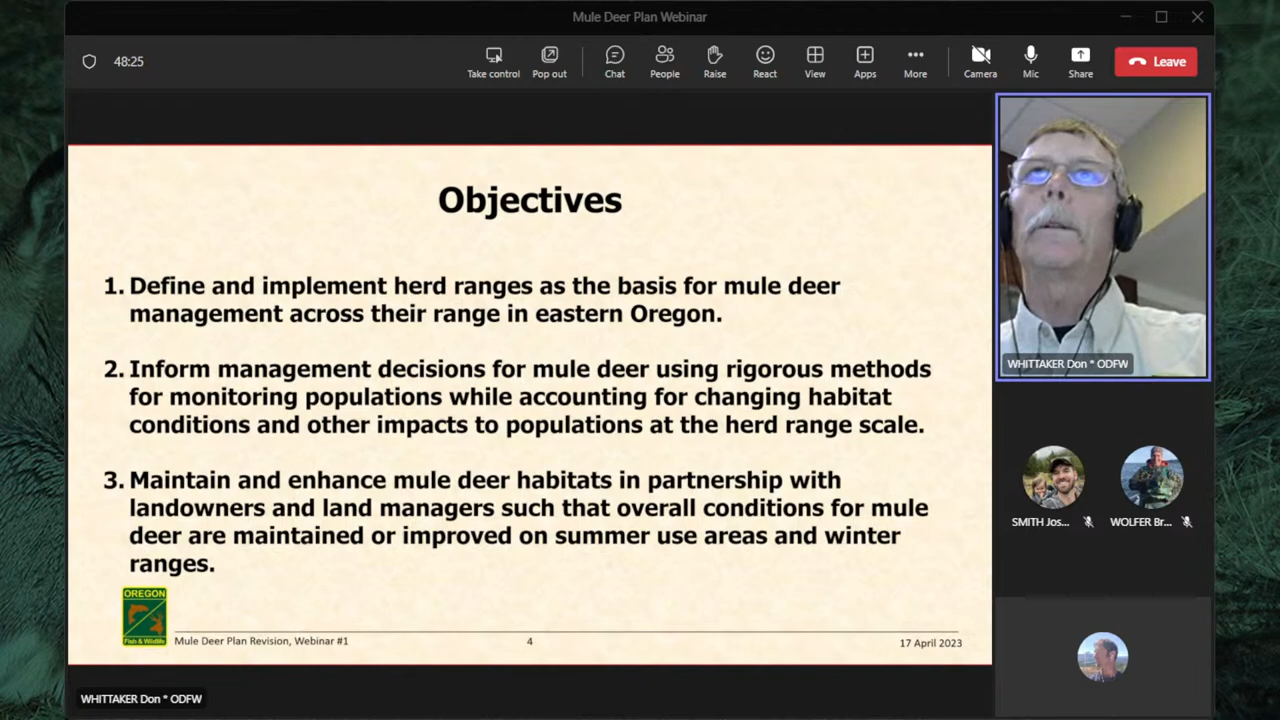 Mule Deer Plan Webinar
48:25
Take control
Pop out
Chat
People
Raise
React
View
Apps
More
Camera
Mic
Share
Leave
Objectives
1. Define and implement herd ranges as the basis for mule deer
management across their range in eastern Oregon.
2. Inform management decisions for mule deer using rigorous methods
for monitoring populations while accounting for changing habitat
conditions and other impacts to populations at the herd range scale.
3. Maintain and enhance mule deer habitats in partnership with
landowners and land managers such that overall conditions for mule
deer are maintained or improved on summer use areas and winter
ranges.
OREGON
Fish & Wildlife
Mule Deer Plan Revision, Webinar #1
4
17 April 2023
WHITTAKER Don * ODFW
WHITTAKER Don * ODFW
SMITH Jos...
WOLFER Br...